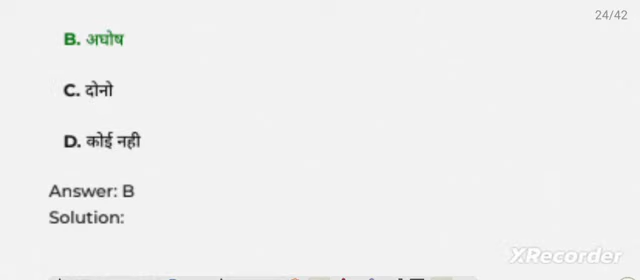 24/42
B. अघोष
C. दोनो
D. कोई नही
Answer: B
Solution:
XRecorder